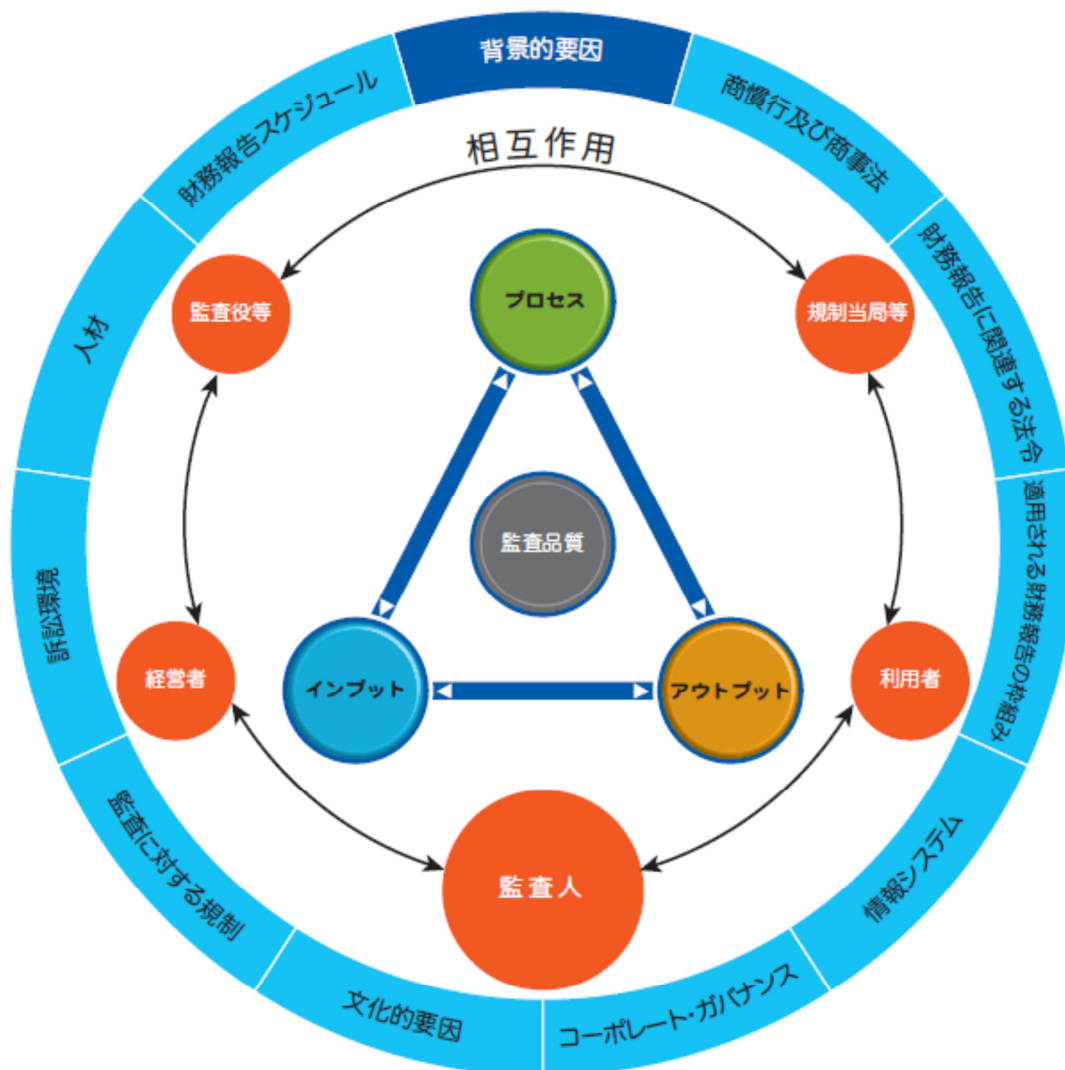 背景的要因
商慣行及び商事法
財務報告に関連する法令
適用される財務報告の枠組み
情報システム
コーポレート・ガバナンス
文化的要因
監査に対する規制
訴訟環境
人材
財務報告スケジュール
相互作用
プロセス
監査役等
規制当局等
監査品質
経営者
インプット
アウトプット
利用者
監査人